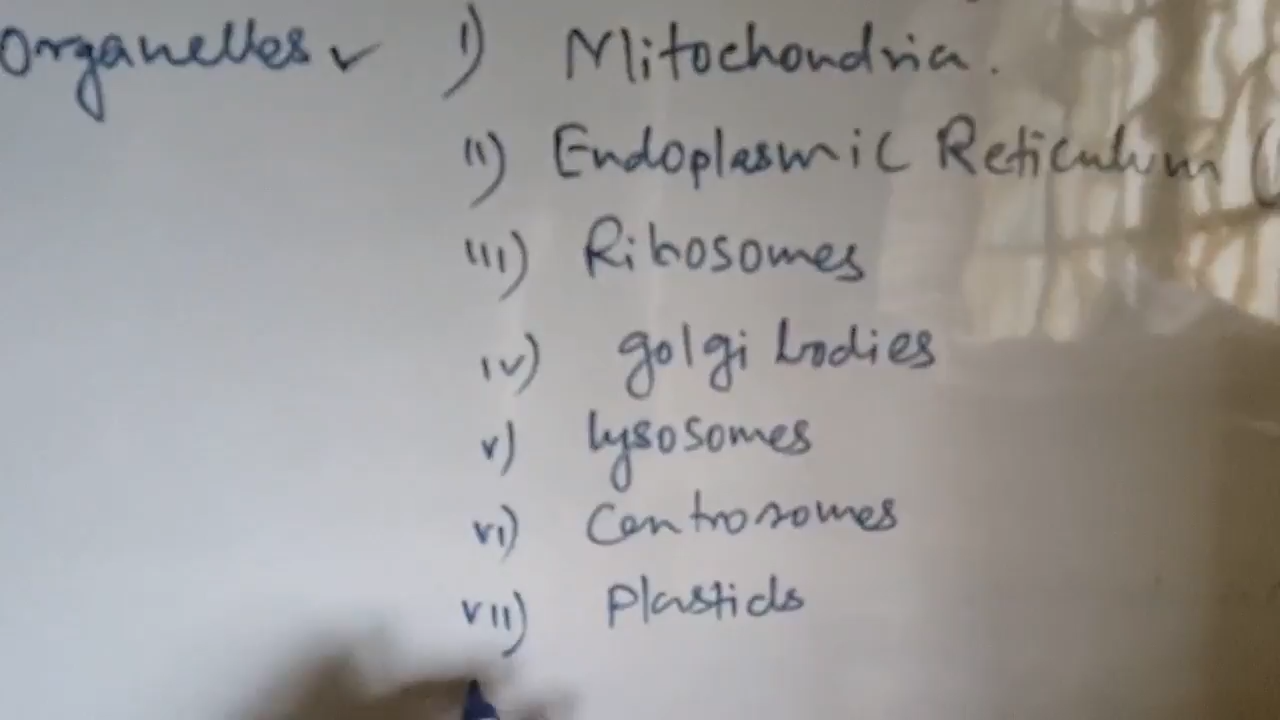 Organelles ✓ i) Mitochondria.
ii) Endoplasmic Reticulum (
iii) Ribosomes
iv) golgi bodies
v) lysosomes
vi) Centrosomes
vii) Plastids